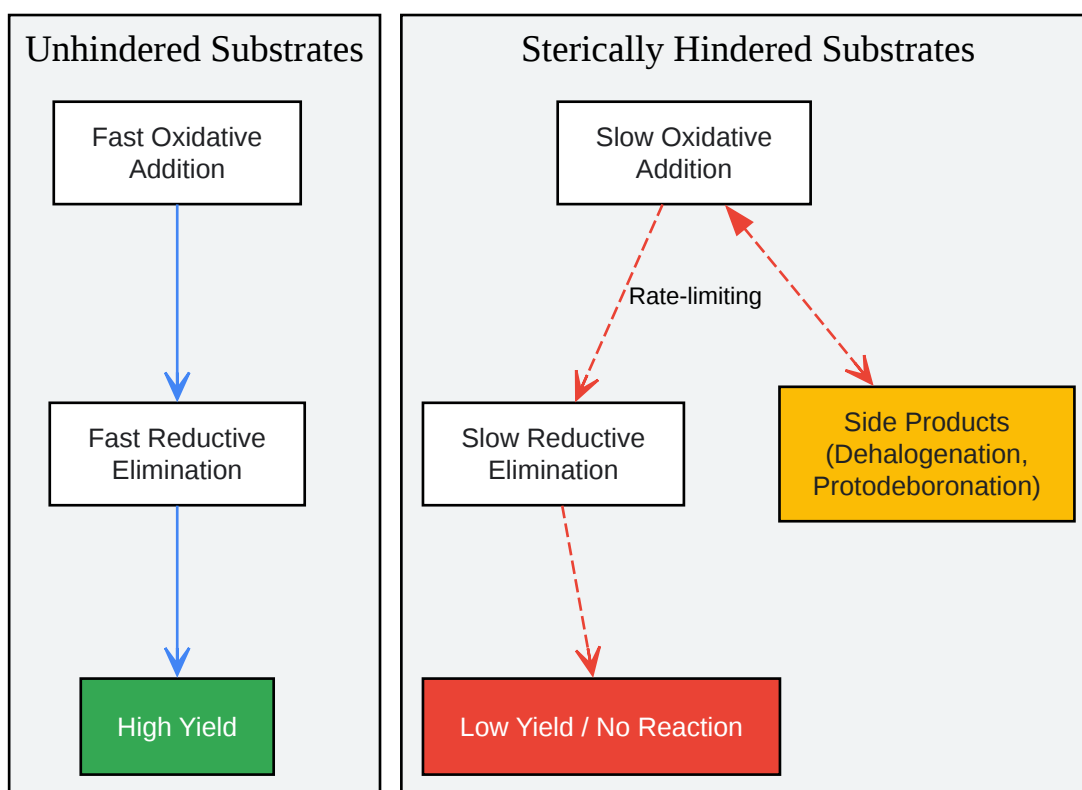 Unhindered Substrates
Fast Oxidative
Addition
Fast Reductive
Elimination
High Yield
Sterically Hindered Substrates
Slow Oxidative
Addition
Rate-limiting
Slow Reductive
Elimination
Side Products
(Dehalogenation,
Protodeboronation)
Low Yield / No Reaction